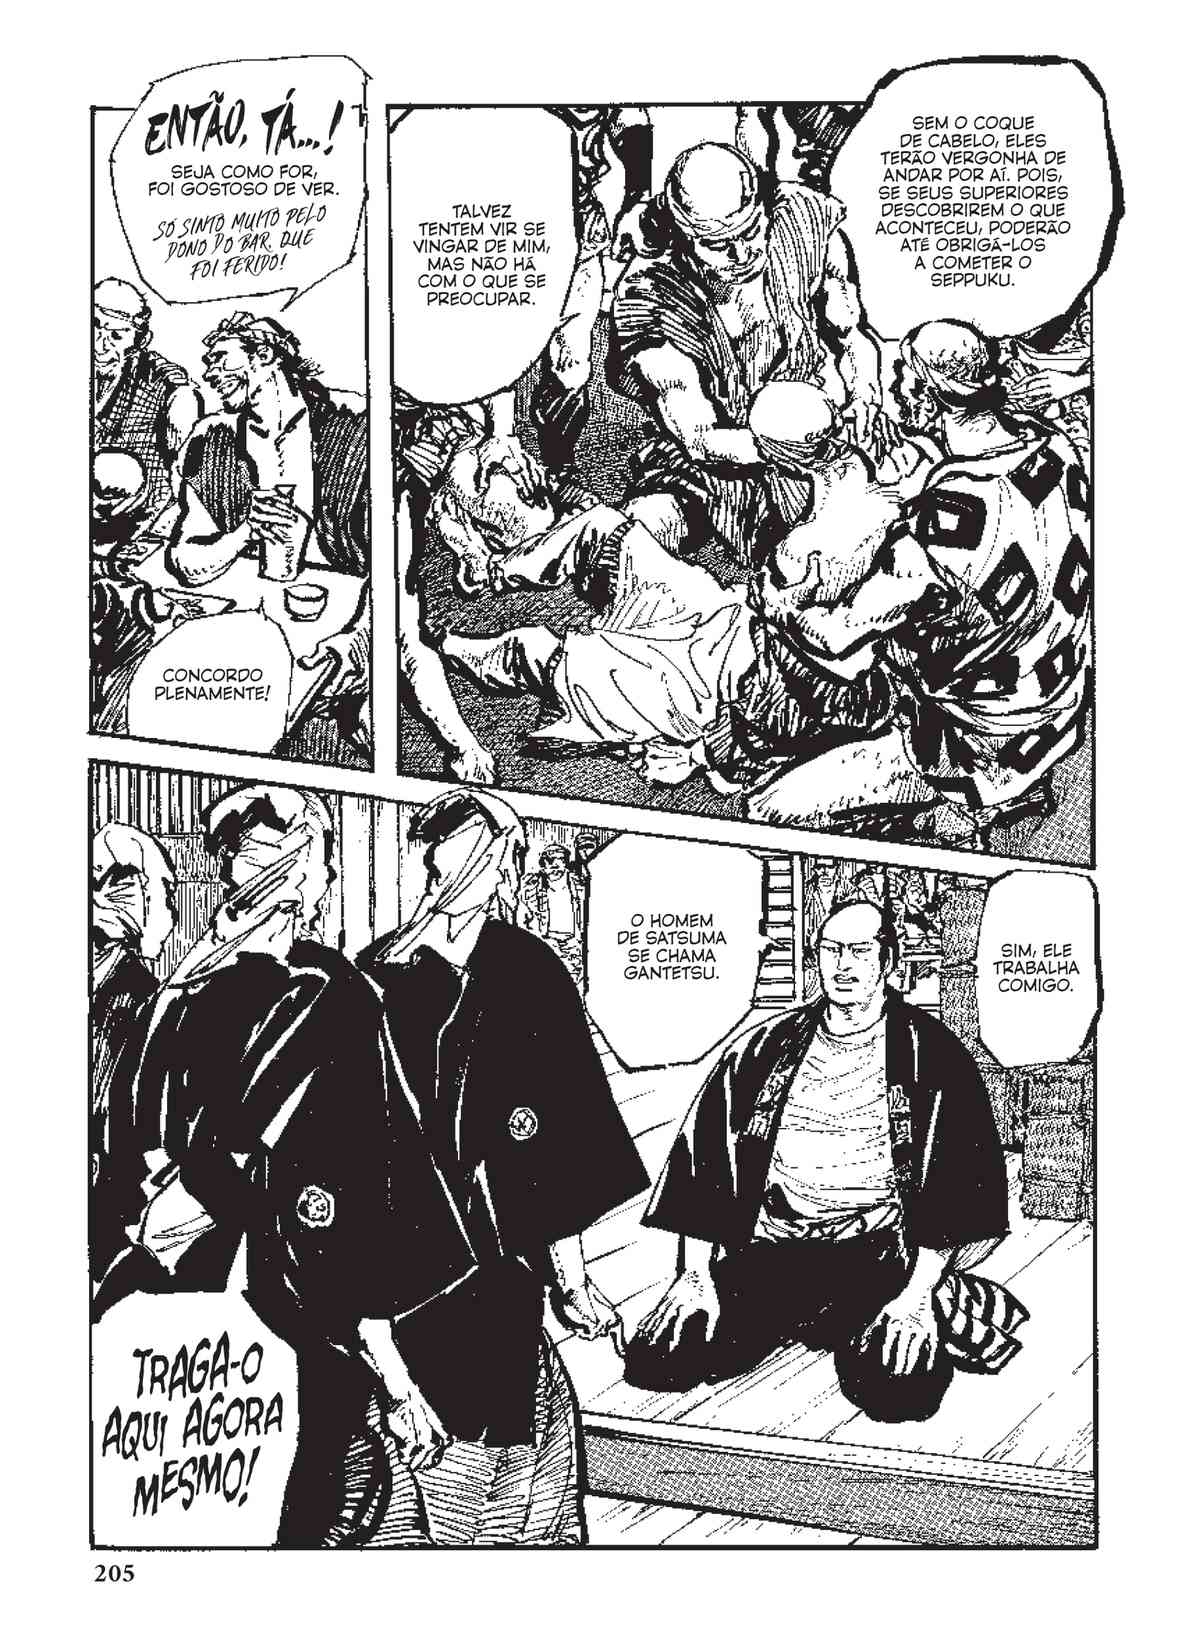 SEM O COQUE
DE CABELO, ELES
TERÃO VERGONHA DE
ANDAR POR AÍ. POIS,
SE SEUS SUPERIORES
DESCOBRIREM O QUE
ACONTECEU, PODERÃO
ATÉ OBRIGÁ-LOS
A COMETER O
SEPPUKU.
TALVEZ
TENTEM VIR SE
VINGAR DE MIM,
MAS NÃO HÁ
COM O QUE SE
PREOCUPAR.
ENTÃO, TÁ...!
SEJA COMO FOR,
FOI GOSTOSO DE VER.
SÓ SINTO MUITO PELO
DONO DO BAR, QUE
FOI FERIDO!
CONCORDO
PLENAMENTE!
SIM, ELE
TRABALHA
COMIGO.
O HOMEM
DE SATSUMA
SE CHAMA
GANTETSU.
TRAGA-O
AQUI AGORA
MESMO!
205